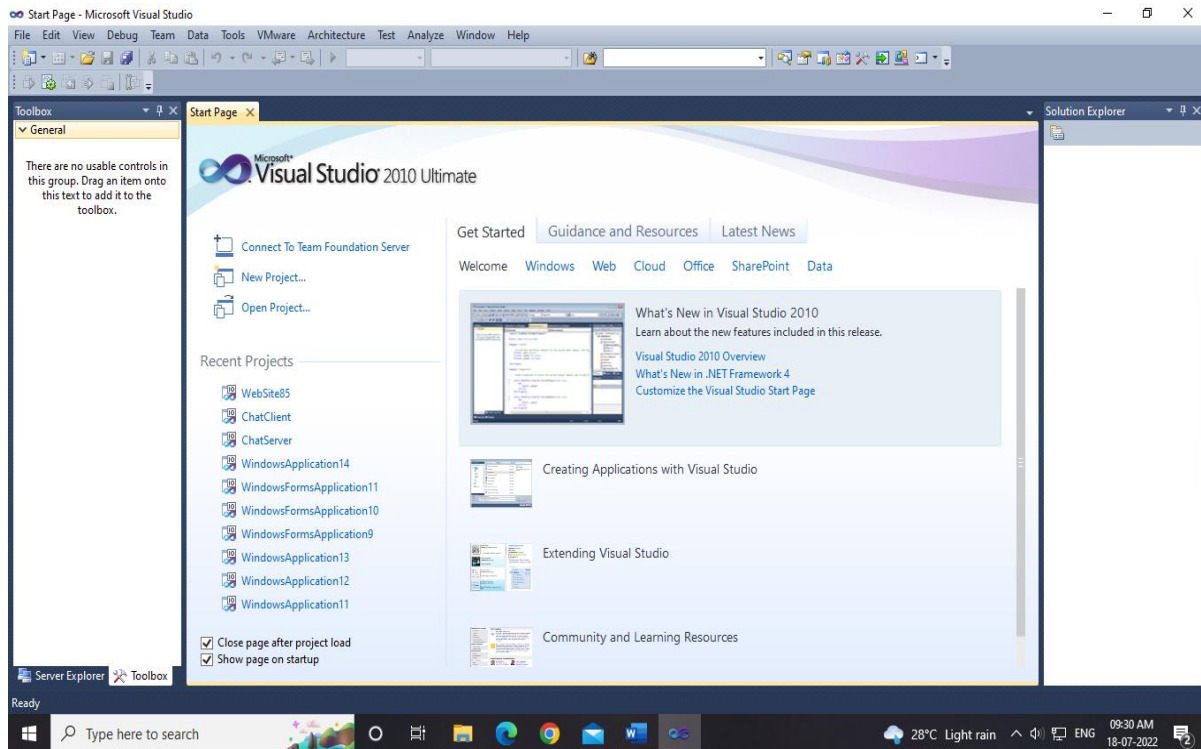 Start Page - Microsoft Visual Studio
File Edit View Debug Team Data Tools VMware Architecture Test Analyze Window Help
Toolbox
General
There are no usable controls in
this group. Drag an item onto
this text to add it to the
toolbox.
Server Explorer Toolbox
Start Page
Microsoft®
Visual Studio® 2010 Ultimate
Connect To Team Foundation Server
New Project...
Open Project...
Recent Projects
WebSite85
ChatClient
ChatServer
WindowsApplication14
WindowsFormsApplication11
WindowsFormsApplication10
WindowsFormsApplication9
WindowsApplication13
WindowsApplication12
WindowsApplication11
Close page after project load
Show page on startup
Get Started Guidance and Resources Latest News
Welcome Windows Web Cloud Office SharePoint Data
What's New in Visual Studio 2010
Learn about the new features included in this release.
Visual Studio 2010 Overview
What's New in .NET Framework 4
Customize the Visual Studio Start Page
Creating Applications with Visual Studio
Extending Visual Studio
Community and Learning Resources
Solution Explorer
Ready
Type here to search
28°C Light rain ENG
09:30 AM
18-07-2022
2